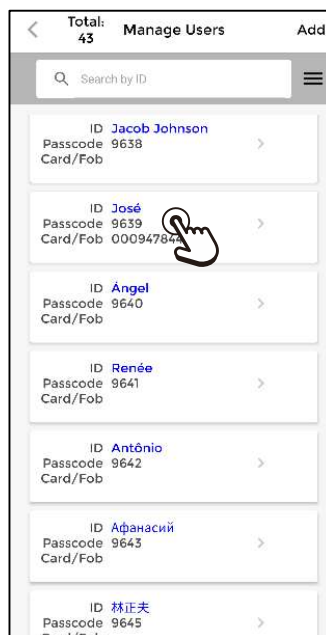 Total:
43
Manage Users
Add
Search by ID
ID Jacob Johnson
Passcode 9638
Card/Fob
ID José
Passcode 9639
Card/Fob 000947844
ID Ángel
Passcode 9640
Card/Fob
ID Renée
Passcode 9641
Card/Fob
ID Antônio
Passcode 9642
Card/Fob
ID Афанасий
Passcode 9643
Card/Fob
ID 林正夫
Passcode 9645